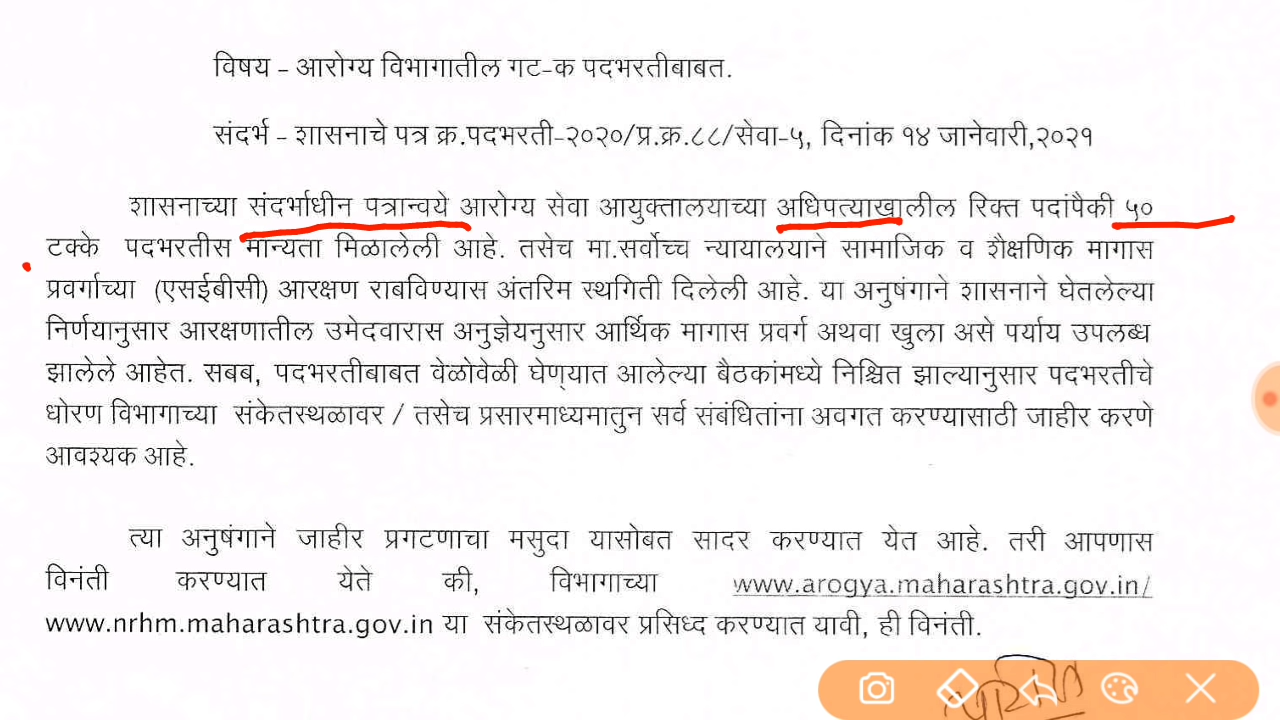 विषय – आरोग्य विभागातील गट-क पदभरतीबाबत.
संदर्भ – शासनाचे पत्र क्र.पदभरती-२०२०/प्र.क्र.८८/सेवा-५, दिनांक १४ जानेवारी,२०२१
शासनाच्या संदर्भाधीन पत्रान्वये आरोग्य सेवा आयुक्तालयाच्या अधिपत्याखालील रिक्त पदांपैकी ५०
टक्के पदभरतीस मान्यता मिळालेली आहे. तसेच मा.सर्वोच्च न्यायालयाने सामाजिक व शैक्षणिक मागास
प्रवर्गाच्या (एसईबीसी) आरक्षण राबविण्यास अंतरिम स्थगिती दिलेली आहे. या अनुषंगाने शासनाने घेतलेल्या
निर्णयानुसार आरक्षणातील उमेदवारास अनुज्ञेयनुसार आर्थिक मागास प्रवर्ग अथवा खुला असे पर्याय उपलब्ध
झालेले आहेत. सबब, पदभरतीबाबत वेळोवेळी घेण्यात आलेल्या बैठकांमध्ये निश्चित झाल्यानुसार पदभरतीचे
धोरण विभागाच्या संकेतस्थळावर / तसेच प्रसारमाध्यमातुन सर्व संबंधितांना अवगत करण्यासाठी जाहीर करणे
आवश्यक आहे.
त्या अनुषंगाने जाहीर प्रगटणाचा मसुदा यासोबत सादर करण्यात येत आहे. तरी आपणास
विनंती करण्यात येते की, विभागाच्या www.arogya.maharashtra.gov.in/
www.nrhm.maharashtra.gov.in या संकेतस्थळावर प्रसिध्द करण्यात यावी, ही विनंती.